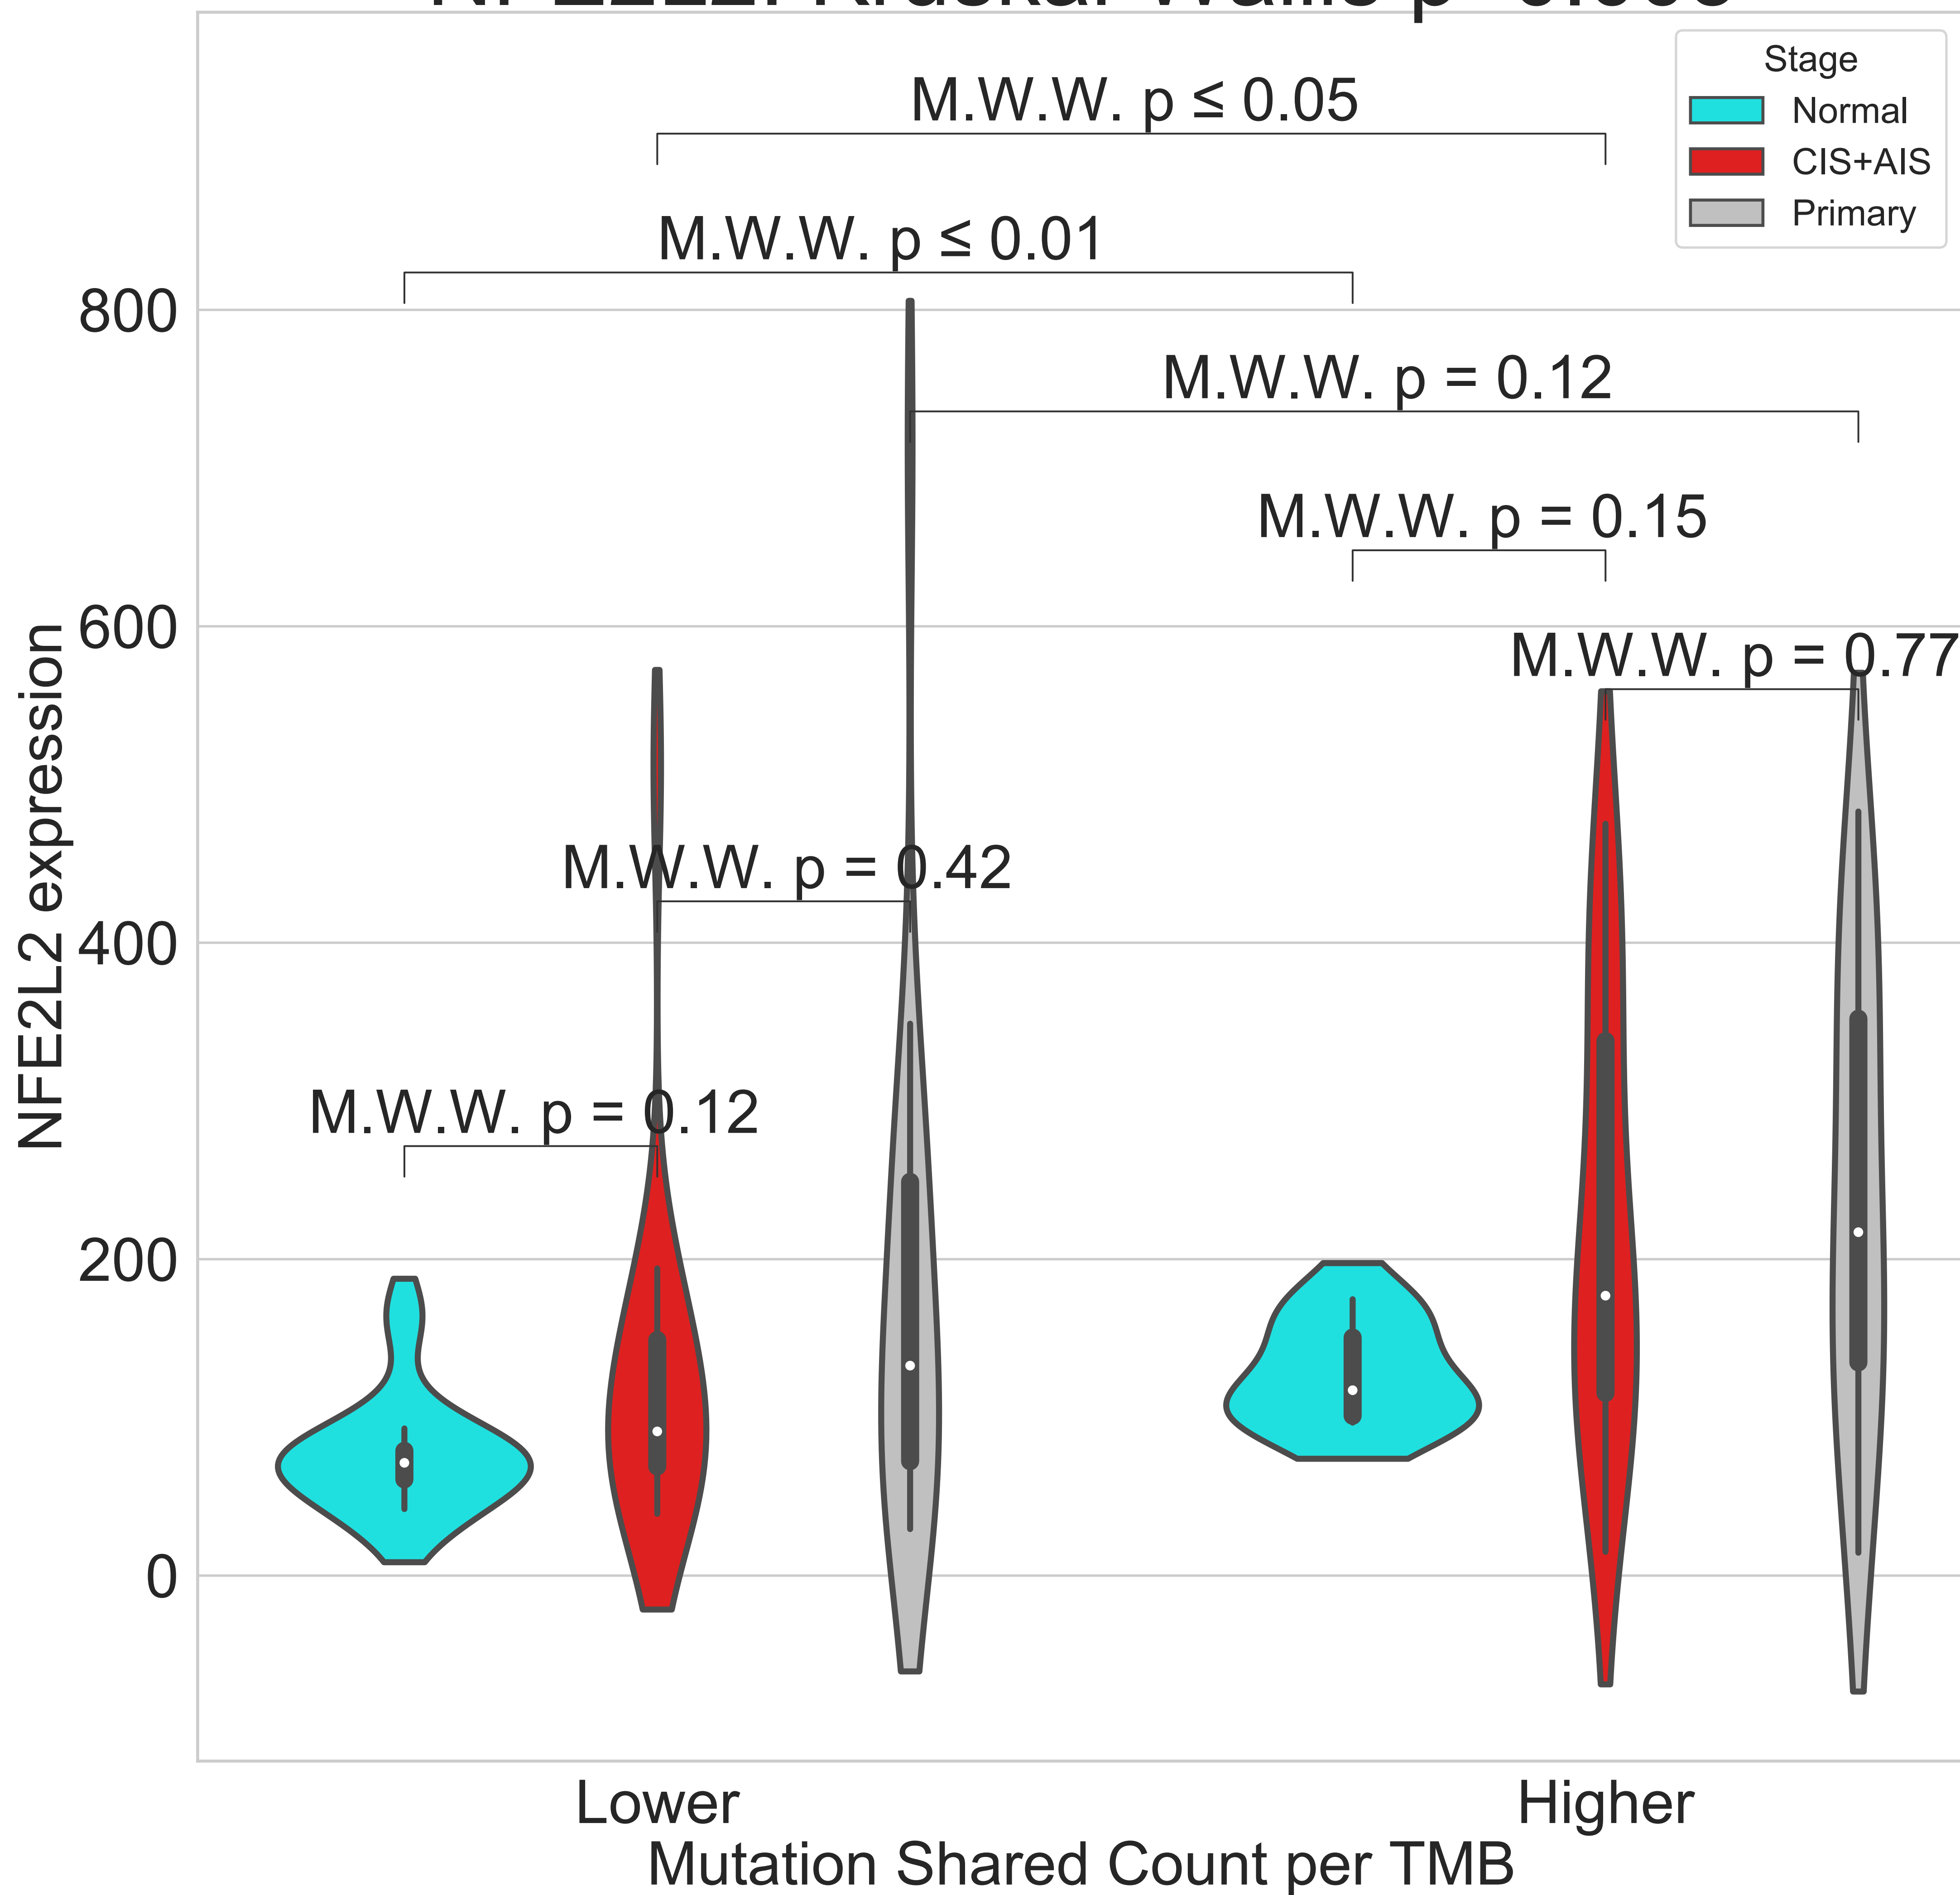 Stage
Normal
CIS+AIS
Primary
M.W.W. p ≤ 0.05
M.W.W. p ≤ 0.01
800
M.W.W. p = 0.12
M.W.W. p = 0.15
600
M.W.W. p = 0.77
NFE2L2 expression
M.W.W. p = 0.42
400
M.W.W. p = 0.12
200
0
Lower
Higher
Mutation Shared Count per TMB